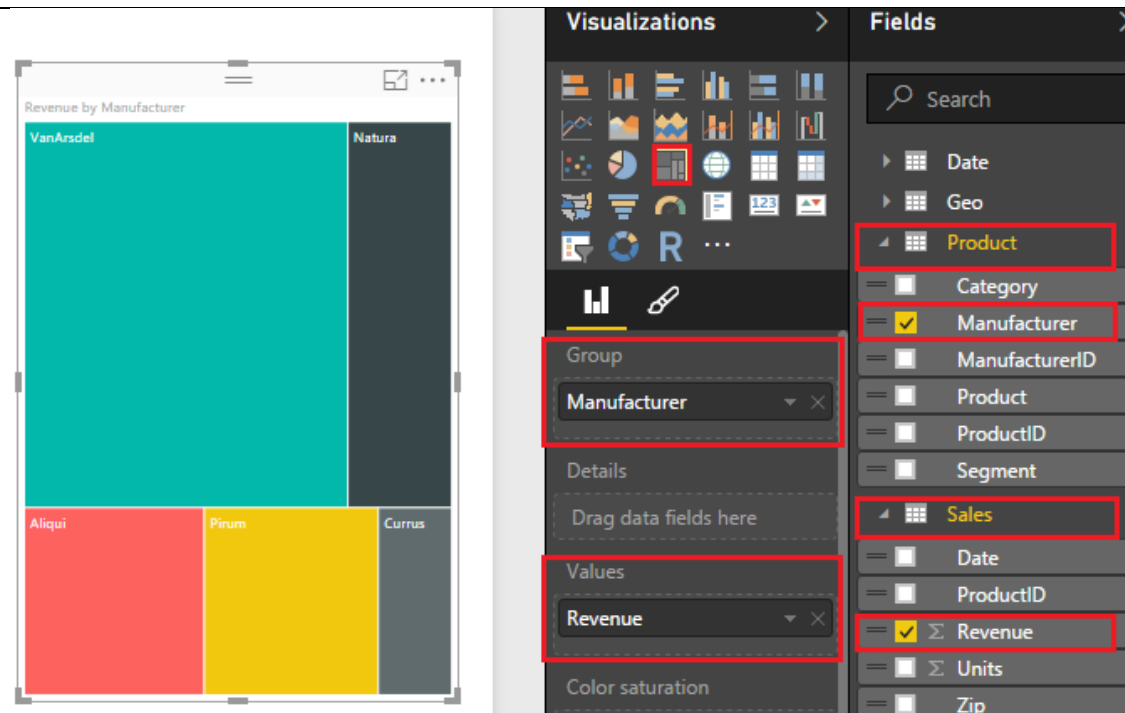 Visualizations
Fields
Revenue by Manufacturer
VanArsdel
Natura
Aliqui
Pirum
Currus
123
R
Group
Manufacturer
Details
Drag data fields here
Values
Revenue
Color saturation
Search
Date
Geo
Product
Category
Manufacturer
ManufacturerID
Product
ProductID
Segment
Sales
Date
ProductID
Σ Revenue
Σ Units
Zip